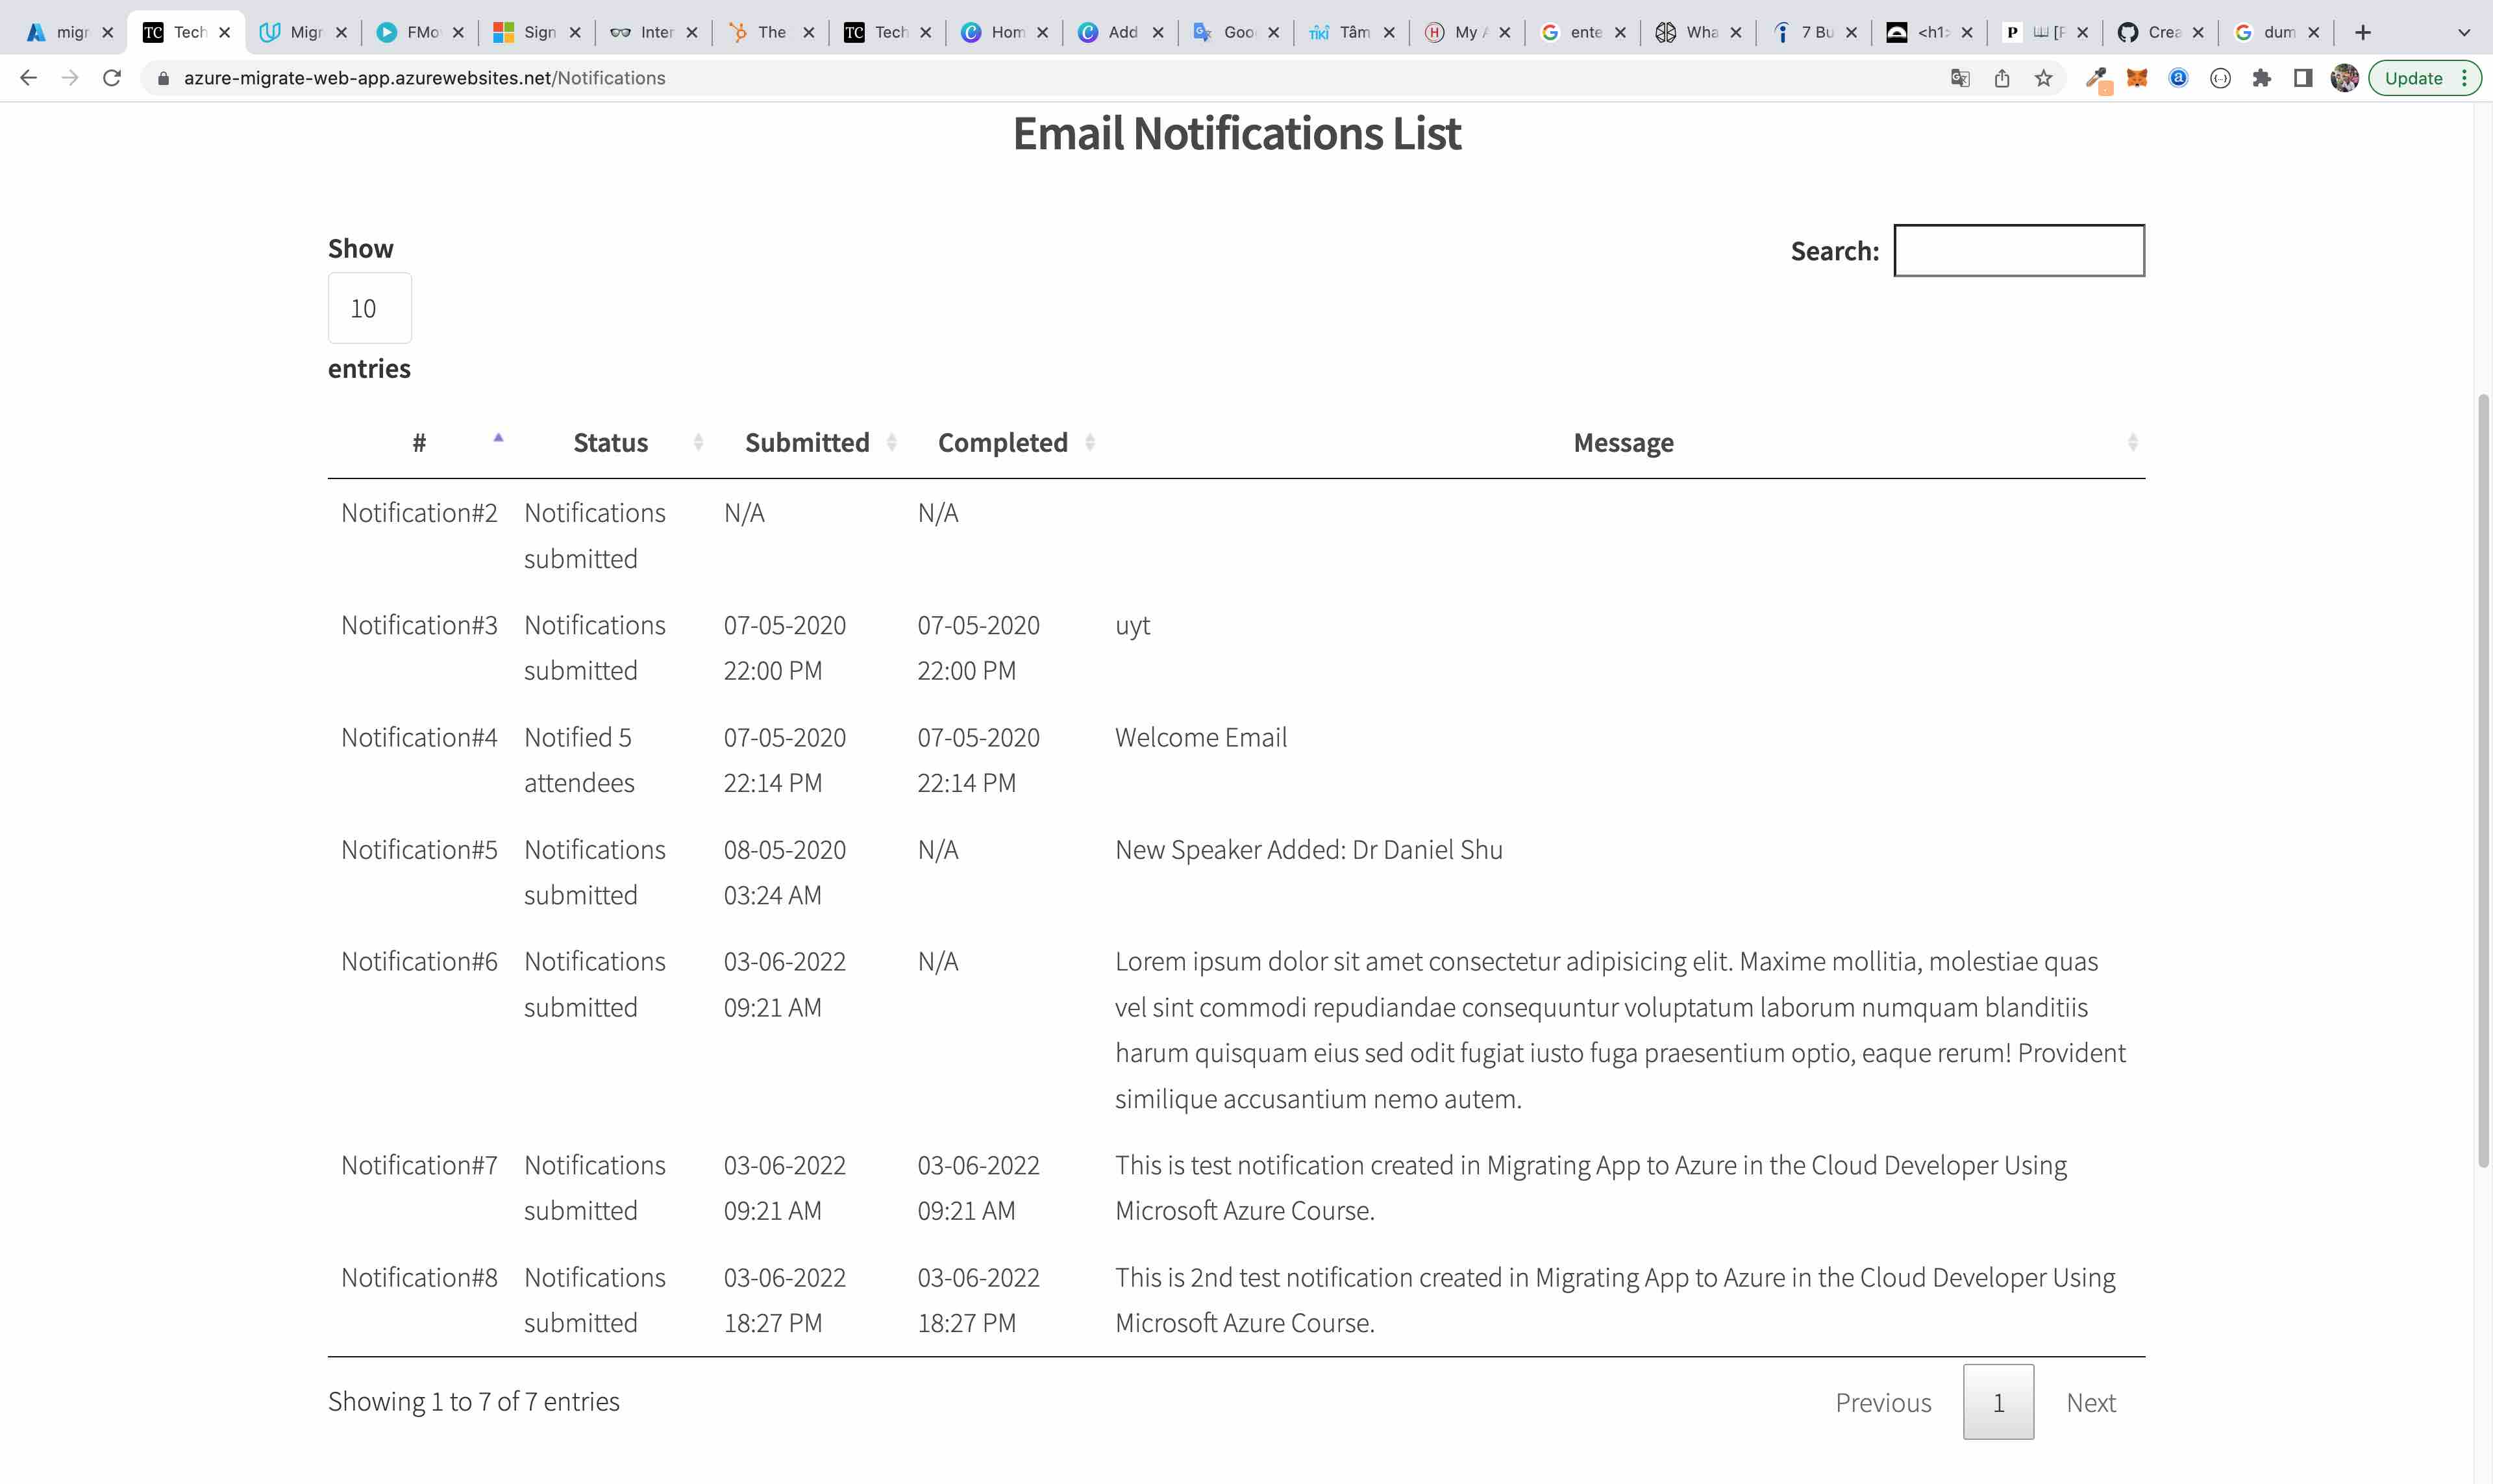 migr
Tech
Migr
FMo
Sign
Inter
The
TC Tech
Hom
Add
Goo
TIKI Tâm
My A
ente
Wha
7 Bu
<h1>
P [F
Crea
dum
azure-migrate-web-app.azurewebsites.net/Notifications
Update
Email Notifications List
Show
10
entries
Search:
# Status Submitted Completed Message
Notification#2 Notifications N/A N/A
submitted
Notification#3 Notifications 07-05-2020 07-05-2020 uyt
submitted 22:00 PM 22:00 PM
Notification#4 Notified 5 07-05-2020 07-05-2020 Welcome Email
attendees 22:14 PM 22:14 PM
Notification#5 Notifications 08-05-2020 N/A New Speaker Added: Dr Daniel Shu
submitted 03:24 AM
Notification#6 Notifications 03-06-2022 N/A Lorem ipsum dolor sit amet consectetur adipisicing elit. Maxime mollitia, molestiae quas
submitted 09:21 AM vel sint commodi repudiandae consequuntur voluptatum laborum numquam blanditiis
harum quisquam eius sed odit fugiat iusto fuga praesentium optio, eaque rerum! Provident
similique accusantium nemo autem.
Notification#7 Notifications 03-06-2022 03-06-2022 This is test notification created in Migrating App to Azure in the Cloud Developer Using
submitted 09:21 AM 09:21 AM Microsoft Azure Course.
Notification#8 Notifications 03-06-2022 03-06-2022 This is 2nd test notification created in Migrating App to Azure in the Cloud Developer Using
submitted 18:27 PM 18:27 PM Microsoft Azure Course.
Showing 1 to 7 of 7 entries
Previous 1 Next